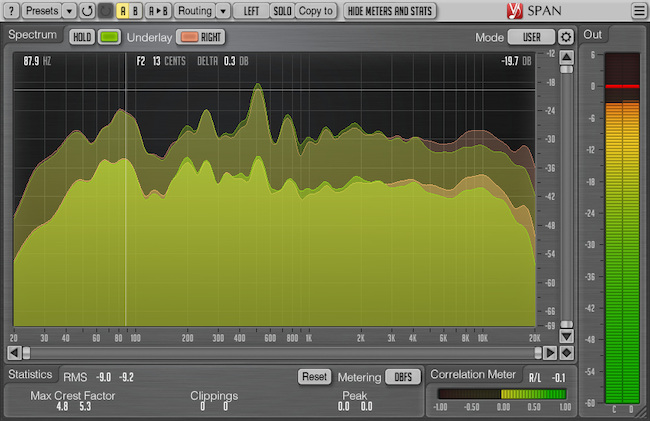 ? Presets A B A▸B Routing LEFT SOLO Copy to HIDE METERS AND STATS SPAN
Spectrum HOLD Underlay RIGHT Mode USER Out
87.9 HZ F2 13 CENTS DELTA 0.3 DB -19.7 DB
-12
-18
-24
-30
-36
-42
-48
-54
-60
-66
-69
20 30 40 60 80 100 200 300 400 600 800 1K 2K 3K 4K 6K 8K 10K 20K
6
0
-6
-12
-18
-24
-30
-36
-42
-48
-54
-60
C D
Statistics RMS -9.0 -9.2 Reset Metering DBFS
Max Crest Factor Clippings Peak
4.8 5.3 0 0 0.0 0.0
Correlation Meter R/L -0.1
-1.00 -0.50 0.00 0.50 1.00